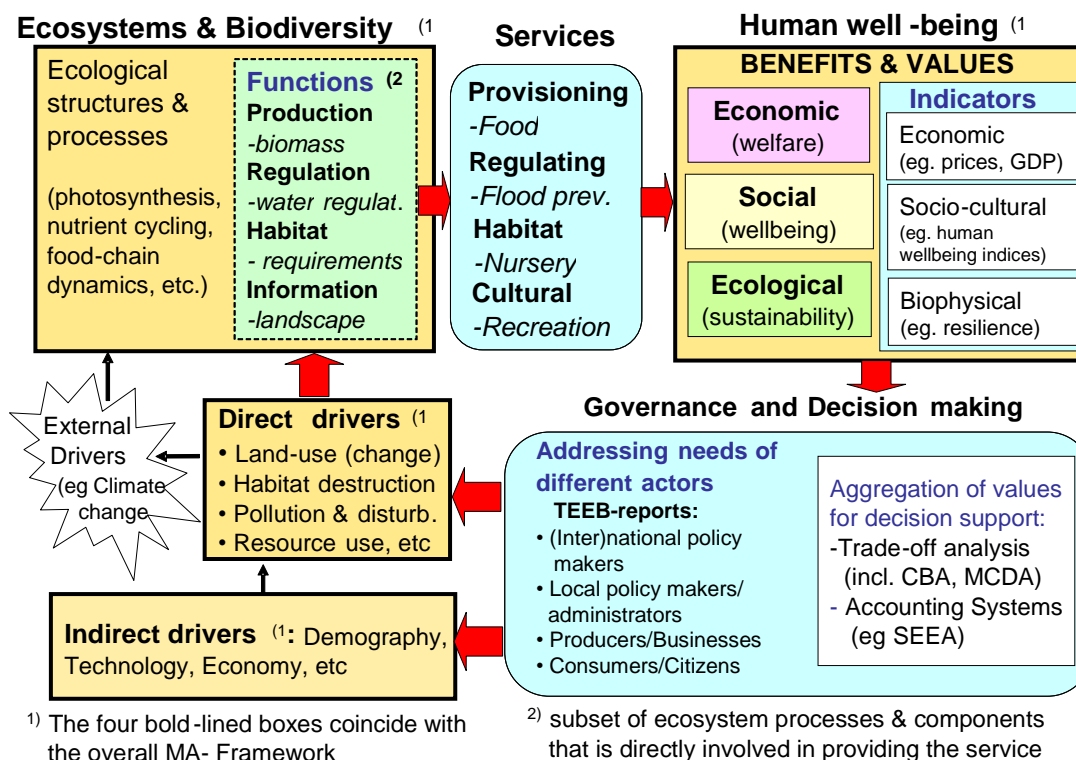 Ecosystems & Biodiversity (1
Ecological
structures &
processes
(photosynthesis,
nutrient cycling,
food-chain
dynamics, etc.)
Functions (2
Production
-biomass
Regulation
-water regulat.
Habitat
- requirements
Information
-landscape
Services
Provisioning
-Food
Regulating
-Flood prev.
Habitat
-Nursery
Cultural
-Recreation
Human well -being (1
BENEFITS & VALUES
Economic
(welfare)
Social
(wellbeing)
Ecological
(sustainability)
Indicators
Economic
(eg. prices, GDP)
Socio-cultural
(eg. human
wellbeing indices)
Biophysical
(eg. resilience)
External
Drivers
(eg Climate
change
Direct drivers (1
• Land-use (change)
• Habitat destruction
• Pollution & disturb.
• Resource use, etc
Governance and Decision making
Addressing needs of
different actors
TEEB-reports:
• (Inter)national policy
makers
• Local policy makers/
administrators
• Producers/Businesses
• Consumers/Citizens
Aggregation of values
for decision support:
-Trade-off analysis
(incl. CBA, MCDA)
- Accounting Systems
(eg SEEA)
Indirect drivers (1: Demography,
Technology, Economy, etc
1) The four bold-lined boxes coincide with
the overall MA- Framework
2) subset of ecosystem processes & components
that is directly involved in providing the service